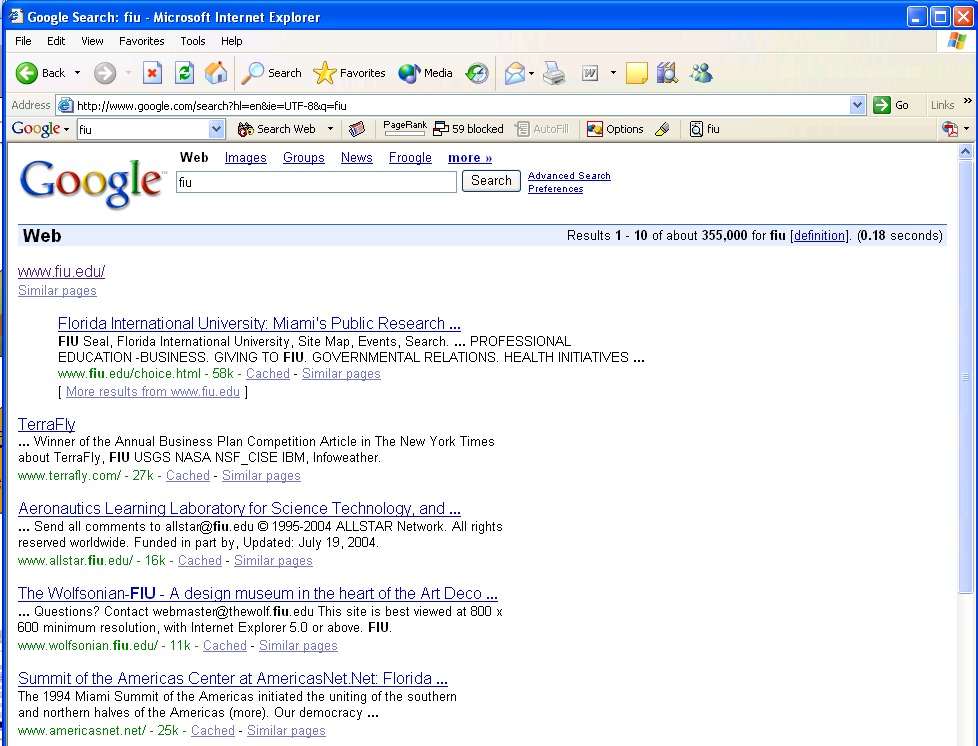 Google Search: fiu - Microsoft Internet Explorer
File Edit View Favorites Tools Help
Back Search Favorites Media
Address http://www.google.com/search?hl=en&ie=UTF-8&q=fiu Go Links »
Google fiu Search Web PageRank 59 blocked AutoFill Options fiu
Web Images Groups News Froogle more »
Google™
fiu Search Advanced Search
Preferences
Web Results 1 - 10 of about 355,000 for fiu [definition]. (0.18 seconds)
www.fiu.edu/
Similar pages
Florida International University: Miami's Public Research ...
FIU Seal, Florida International University, Site Map, Events, Search. ... PROFESSIONAL
EDUCATION -BUSINESS. GIVING TO FIU. GOVERNMENTAL RELATIONS. HEALTH INITIATIVES ...
www.fiu.edu/choice.html - 58k - Cached - Similar pages
[ More results from www.fiu.edu ]
TerraFly
... Winner of the Annual Business Plan Competition Article in The New York Times
about TerraFly, FIU USGS NASA NSF_CISE IBM, Infoweather.
www.terrafly.com/ - 27k - Cached - Similar pages
Aeronautics Learning Laboratory for Science Technology, and ...
... Send all comments to allstar@fiu.edu © 1995-2004 ALLSTAR Network. All rights
reserved worldwide. Funded in part by, Updated: July 19, 2004.
www.allstar.fiu.edu/ - 16k - Cached - Similar pages
The Wolfsonian-FIU - A design museum in the heart of the Art Deco ...
... Questions? Contact webmaster@thewolf.fiu.edu This site is best viewed at 800 x
600 minimum resolution, with Internet Explorer 5.0 or above. FIU.
www.wolfsonian.fiu.edu/ - 11k - Cached - Similar pages
Summit of the Americas Center at AmericasNet.Net: Florida ...
The 1994 Miami Summit of the Americas initiated the uniting of the southern
and northern halves of the Americas (more). Our democracy ...
www.americasnet.net/ - 25k - Cached - Similar pages